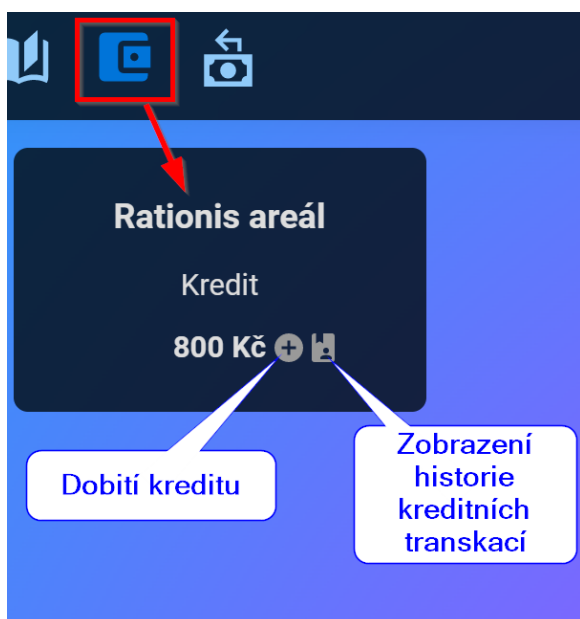 Rationis areál
Kredit
800 Kč
Dobití kreditu
Zobrazení
historie
kreditních
transkací